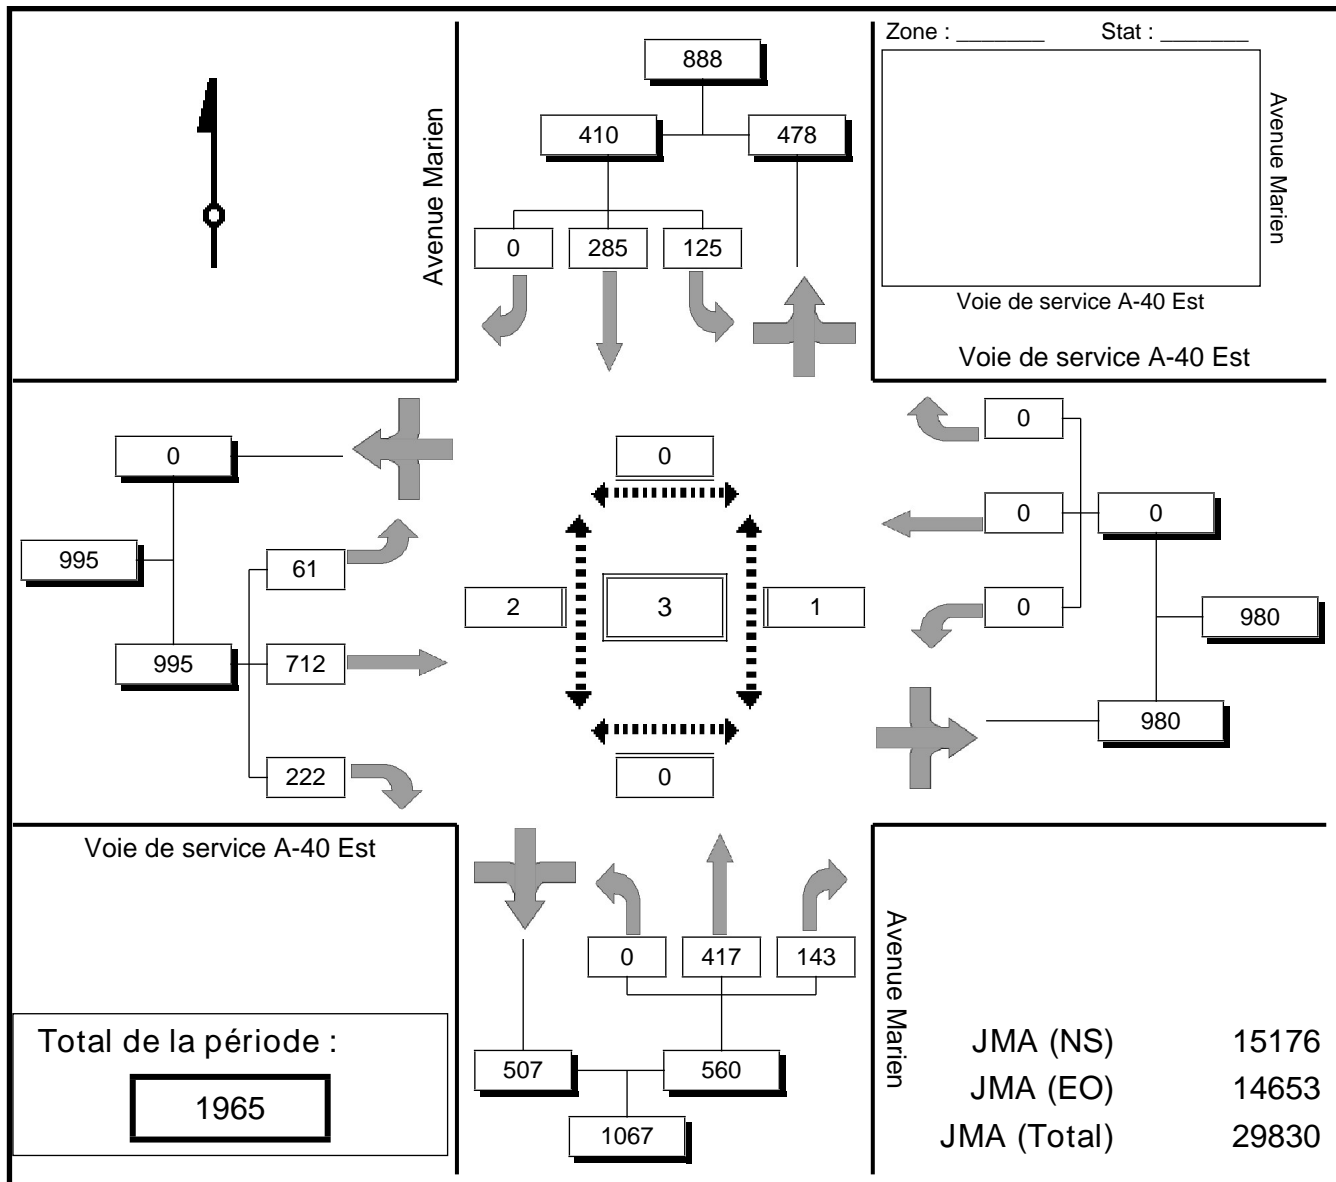 Zone : _______ Stat : _______
888
410
478
Avenue Marien
Avenue Marien
0
285
125
Voie de service A-40 Est
Voie de service A-40 Est
0
0
0
995
61
0
0
0
2
3
1
0
980
995
712
980
0
222
Voie de service A-40 Est
0
417
143
Avenue Marien
Total de la période :
1965
507
560
1067
JMA (NS) 15176
JMA (EO) 14653
JMA (Total) 29830